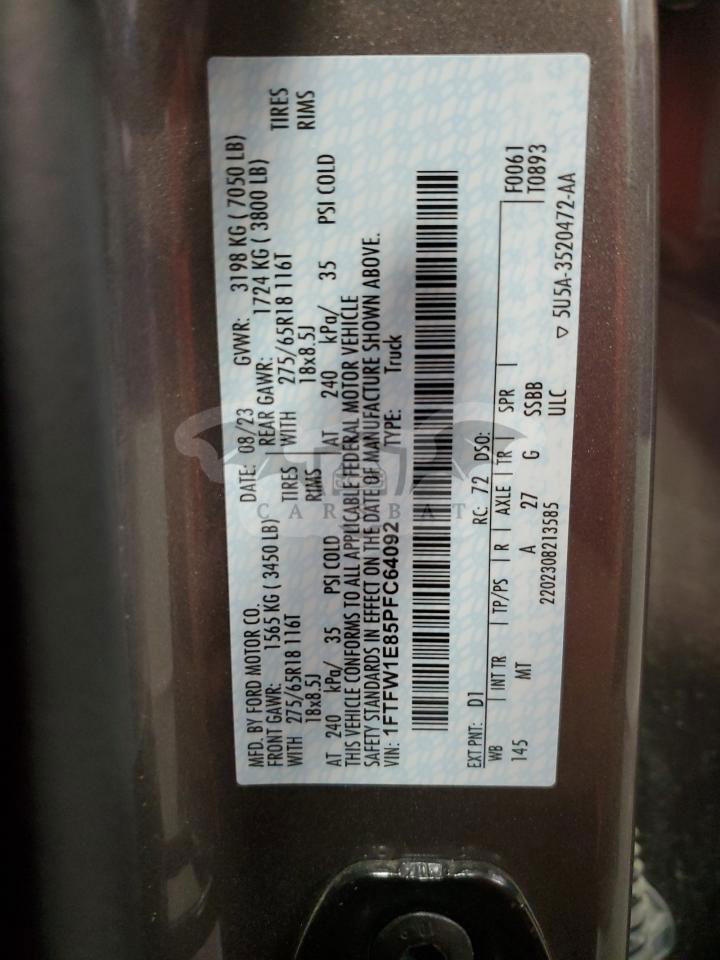 MFD. BY FORD MOTOR CO.
DATE: 08/23 GVWR: 3198 KG ( 7050 LB)
FRONT GAWR: 1565 KG ( 3450 LB) REAR GAWR: 1724 KG ( 3800 LB)
WITH 275/65R18 116T TIRES WITH 275/65R18 116T TIRES
18x8.5J RIMS 18x8.5J RIMS
AT 240 kPa/ 35 PSI COLD AT 240 kPa/ 35 PSI COLD
THIS VEHICLE CONFORMS TO ALL APPLICABLE FEDERAL MOTOR VEHICLE
SAFETY STANDARDS IN EFFECT ON THE DATE OF MANUFACTURE SHOWN ABOVE.
VIN: 1FTFW1E85PFC64092 TYPE: Truck
EXT PNT: D1 RC: 72 DSO:
WB INT TR TP/PS R AXLE TR SPR F0061
145 MT A 27 G SSBB T0893
2202308213585 ULC ▽ 5U5A-3520472-AA
CARSBAT